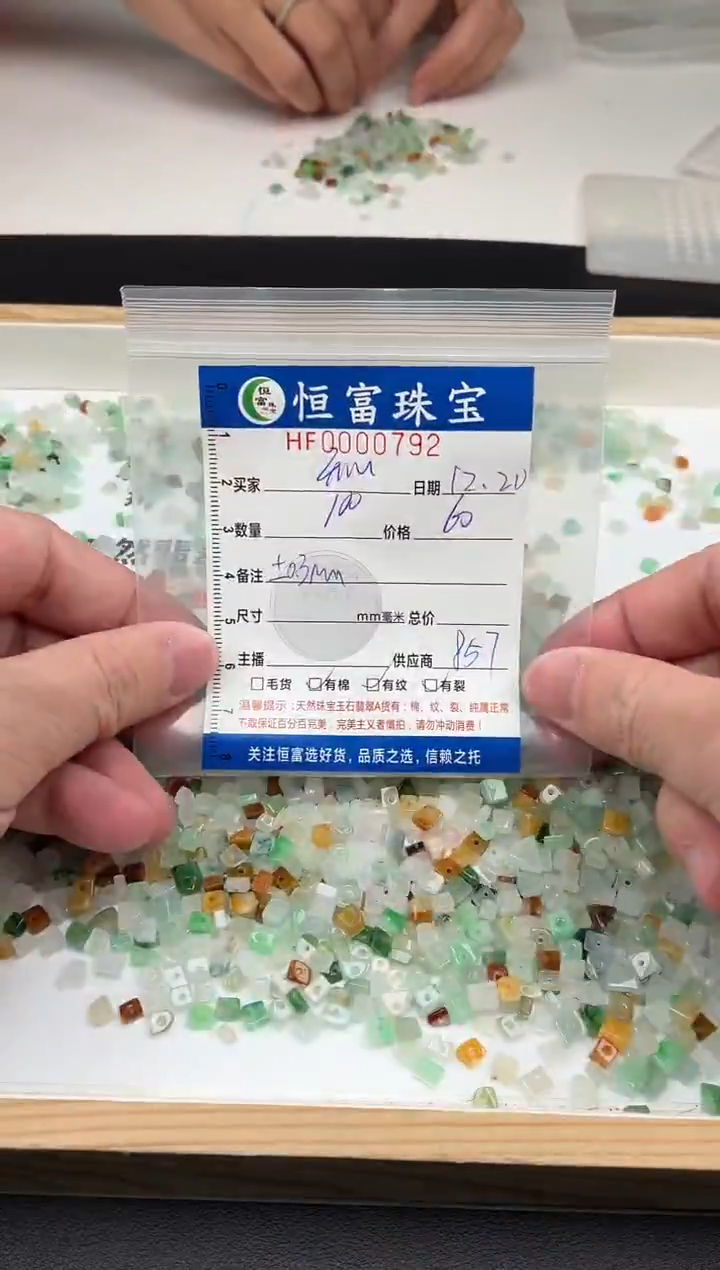 恒富珠宝
HF0000792
买家 日期 12.20
数量 100 价格 60
备注 ±0.3mm
尺寸 mm毫米 总价
主播 供应商 857
毛货 有棉 有纹 有裂
温馨提示：天然珠宝玉石翡翠A货有：棉、纹、裂、纯属正常
不敢保证百分百完美，完美主义者慎拍，请勿冲动消费！
关注恒富选好货，品质之选，信赖之托